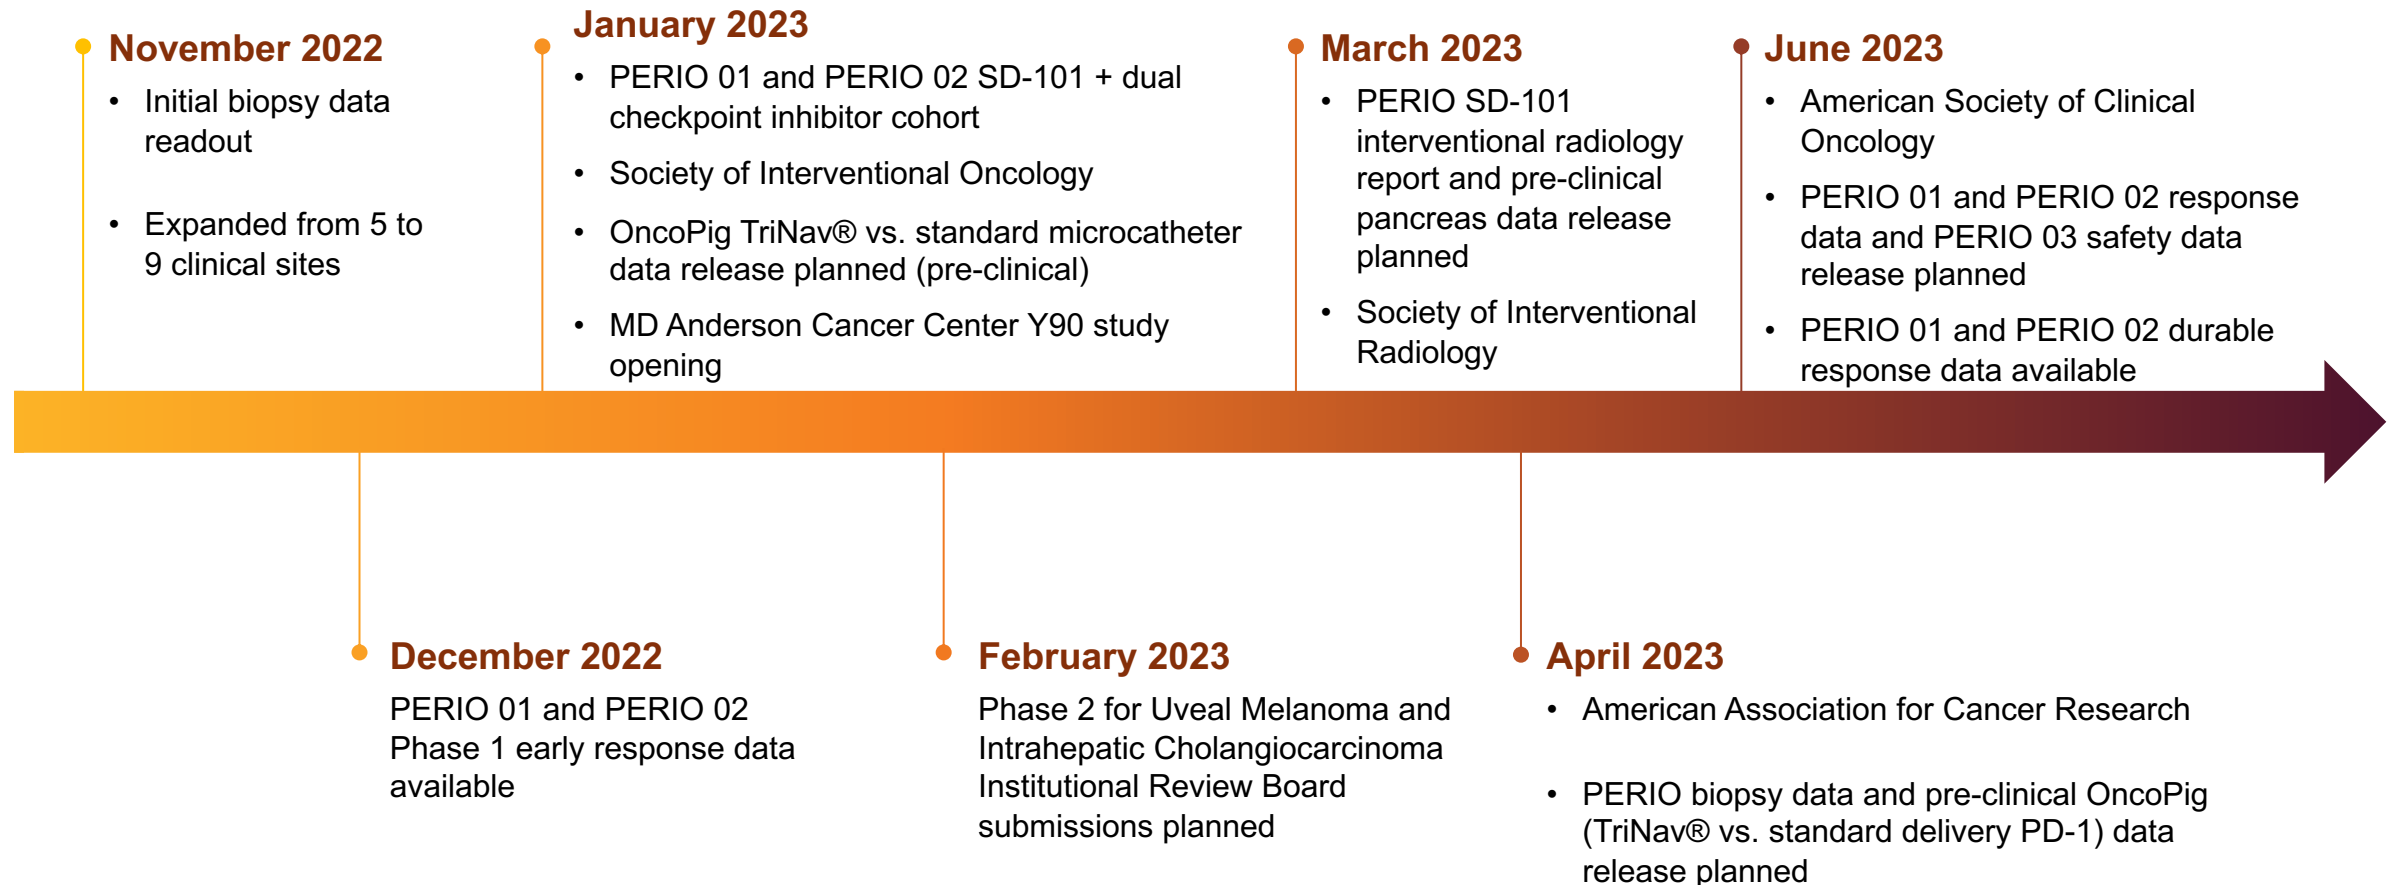 November 2022
• Initial biopsy data
readout
• Expanded from 5 to
9 clinical sites
January 2023
• PERIO 01 and PERIO 02 SD-101 + dual
checkpoint inhibitor cohort
• Society of Interventional Oncology
• OncoPig TriNav® vs. standard microcatheter
data release planned (pre-clinical)
• MD Anderson Cancer Center Y90 study
opening
March 2023
• PERIO SD-101
interventional radiology
report and pre-clinical
pancreas data release
planned
• Society of Interventional
Radiology
June 2023
• American Society of Clinical
Oncology
• PERIO 01 and PERIO 02 response
data and PERIO 03 safety data
release planned
• PERIO 01 and PERIO 02 durable
response data available
December 2022
PERIO 01 and PERIO 02
Phase 1 early response data
available
February 2023
Phase 2 for Uveal Melanoma and
Intrahepatic Cholangiocarcinoma
Institutional Review Board
submissions planned
April 2023
• American Association for Cancer Research
• PERIO biopsy data and pre-clinical OncoPig
(TriNav® vs. standard delivery PD-1) data
release planned